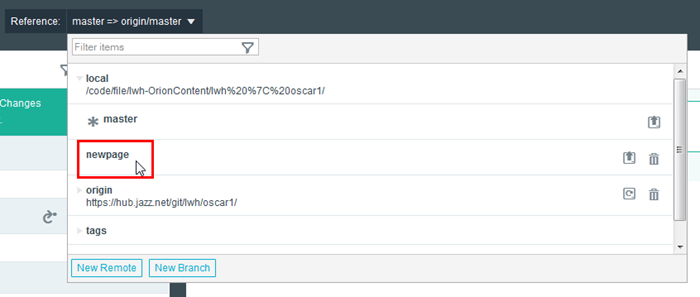 Reference: master => origin/master
Filter items
local
/code/file/lwh-OrionContent/lwh%20%7C%20oscar1/
Changes
master
newpage
origin
https://hub.jazz.net/git/lwh/oscar1/
tags
New Remote New Branch